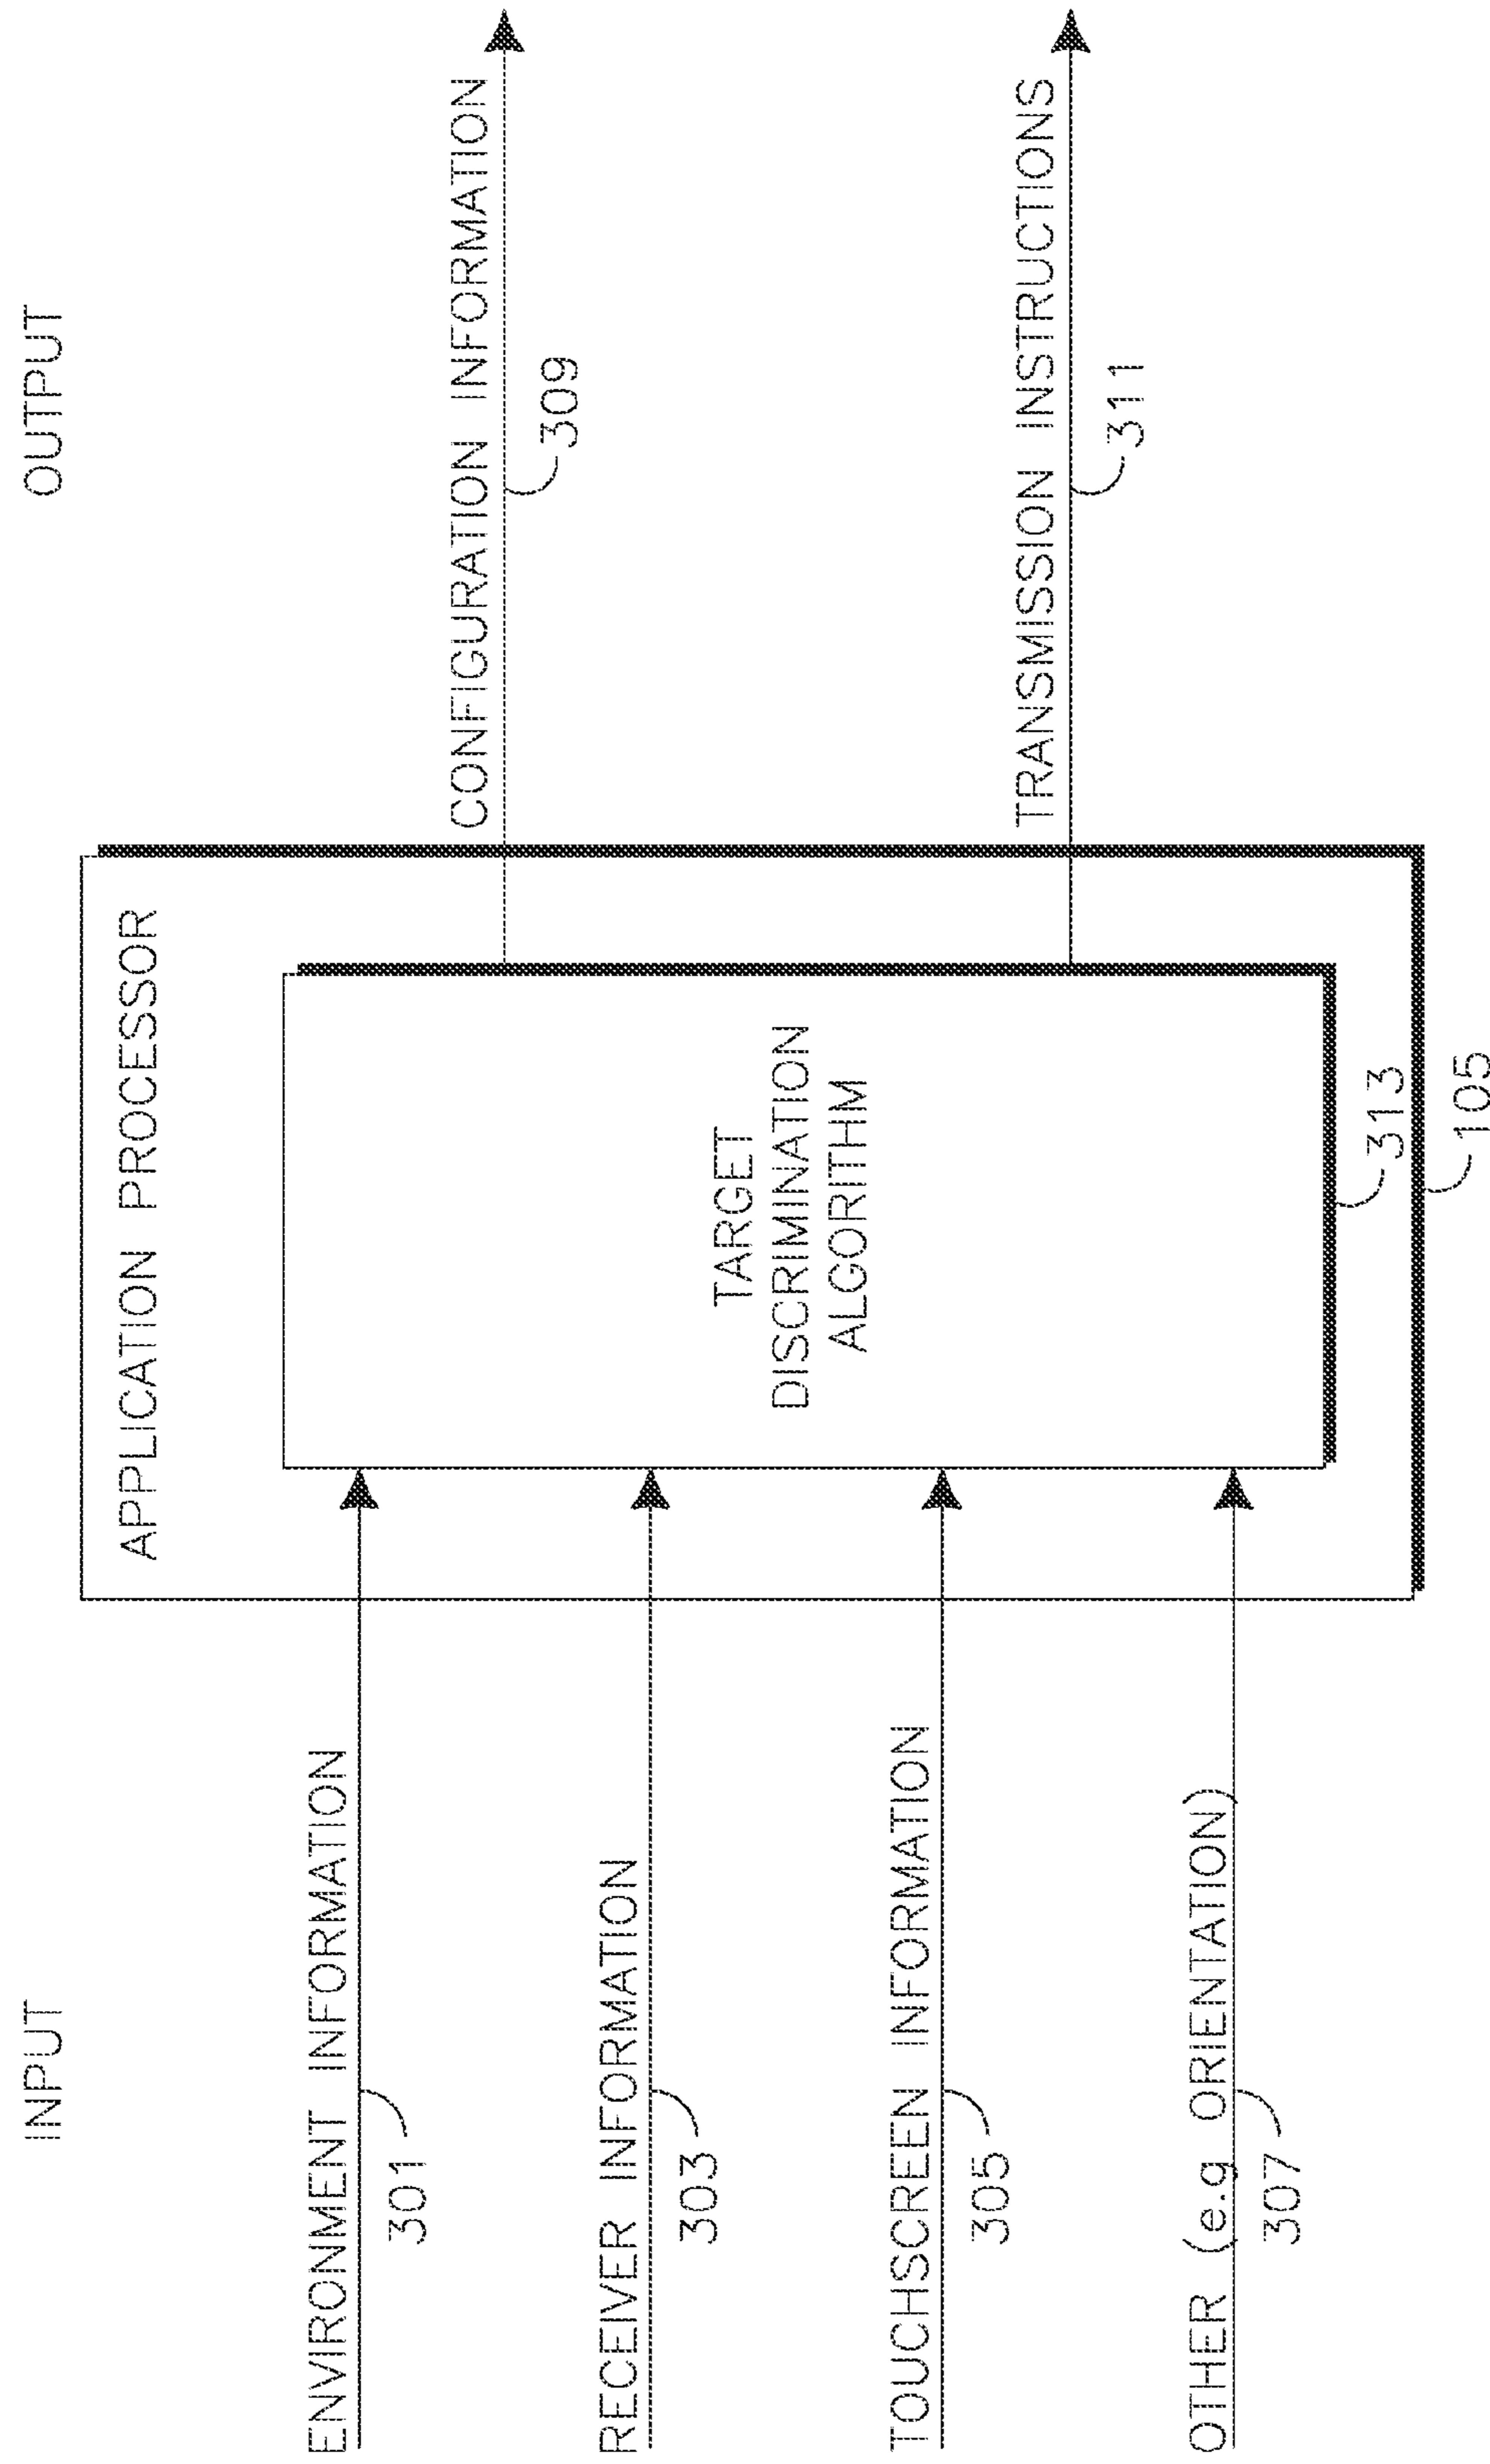 INPUT
OUTPUT
APPLICATION PROCESSOR
ENVIRONMENT INFORMATION
301
RECEIVER INFORMATION
303
TOUCHSCREEN INFORMATION
305
OTHER (e.g ORIENTATION)
307
TARGET
DISCRIMINATION
ALGORITHM
313
105
CONFIGURATION INFORMATION
309
TRANSMISSION INSTRUCTIONS
311